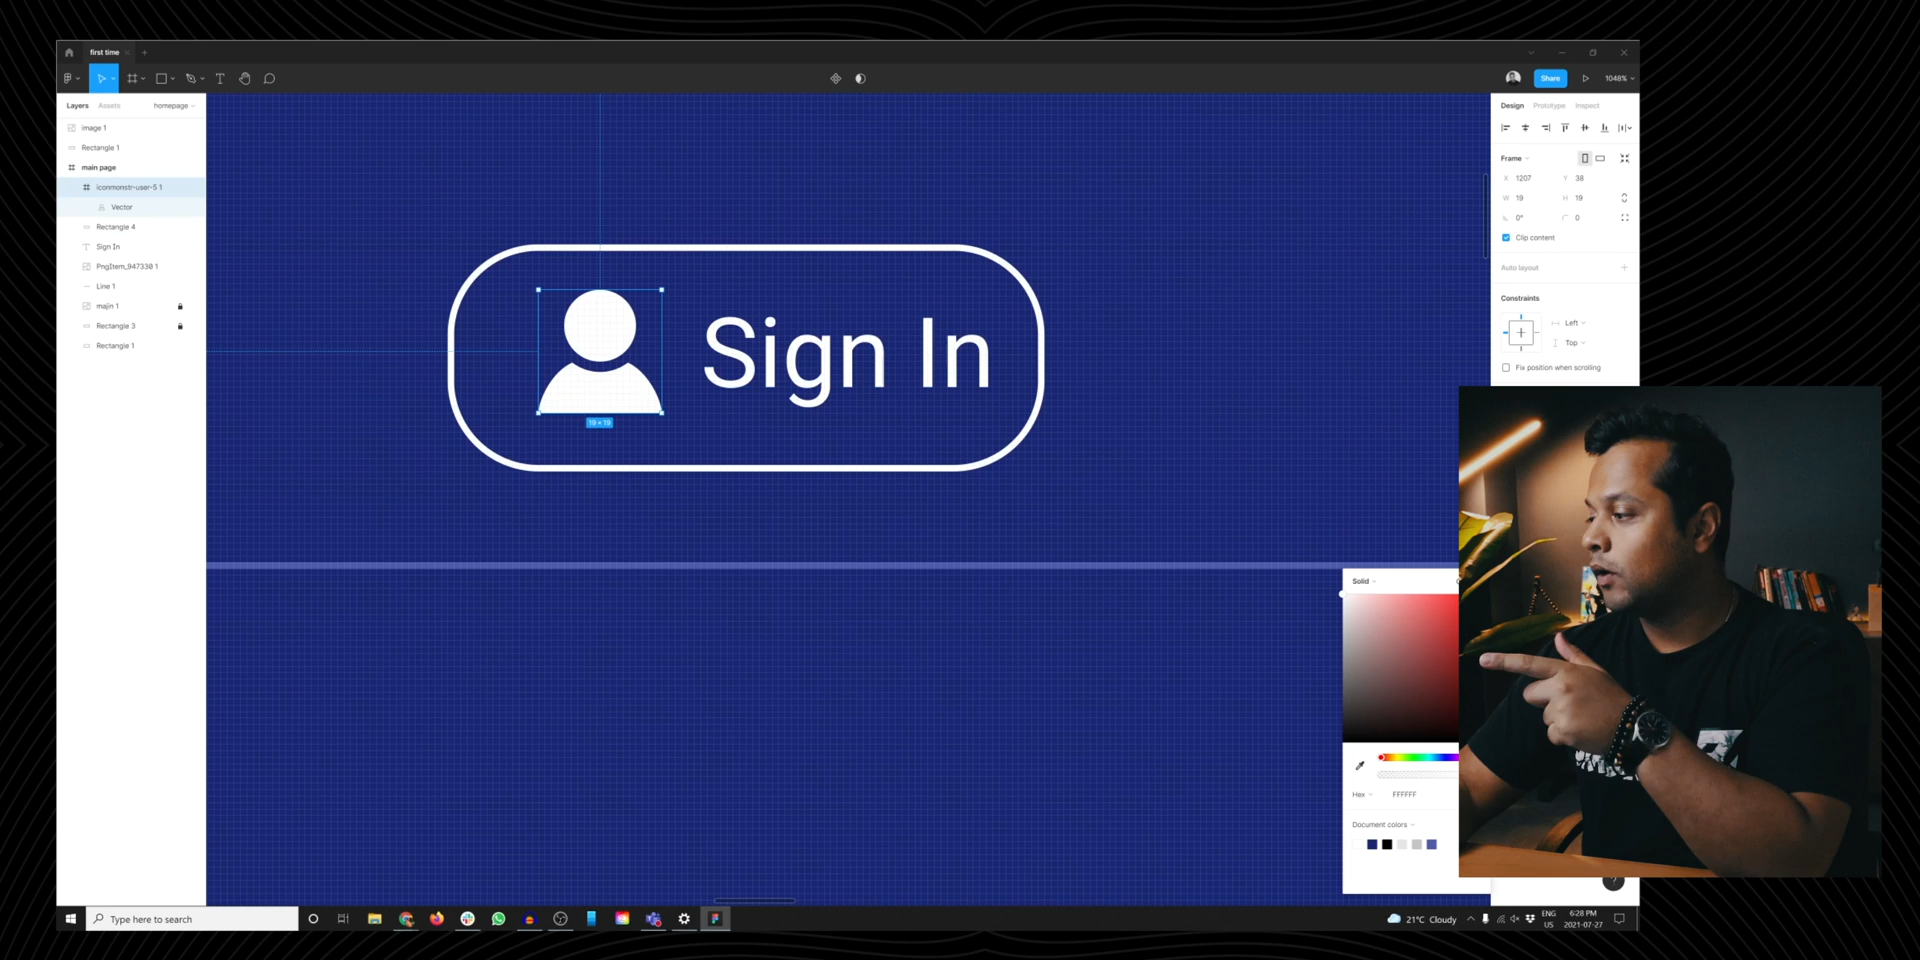 first time
Share
1048%
Layers
Assets
homepage
Design
Prototype
Inspect
image 1
Rectangle 1
main page
iconmonstr-user-5 1
Vector
Rectangle 4
Sign In
PngItem_947330 1
Line 1
majin 1
Rectangle 3
Rectangle 1
Sign In
19 × 19
Frame
X 1207
Y 38
W 19
H 19
0°
0
Clip content
Auto layout
Constraints
Left
Top
Fix position when scrolling
Solid
Hex
FFFFFF
Document colors
?
Type here to search
21°C Cloudy
ENG
US
6:28 PM
2021-07-27